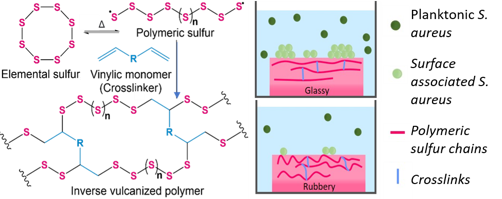 S S S S S S S S
Elemental sulfur
Δ
•S S S S (S)n S S S•
Polymeric sulfur
R
Vinylic monomer
(Crosslinker)
S S (S)n S S
S S
R R
S S
S S (S)n S S
Inverse vulcanized polymer
Glassy
Rubbery
Planktonic S.
aureus
Surface
associated S.
aureus
Polymeric
sulfur chains
Crosslinks